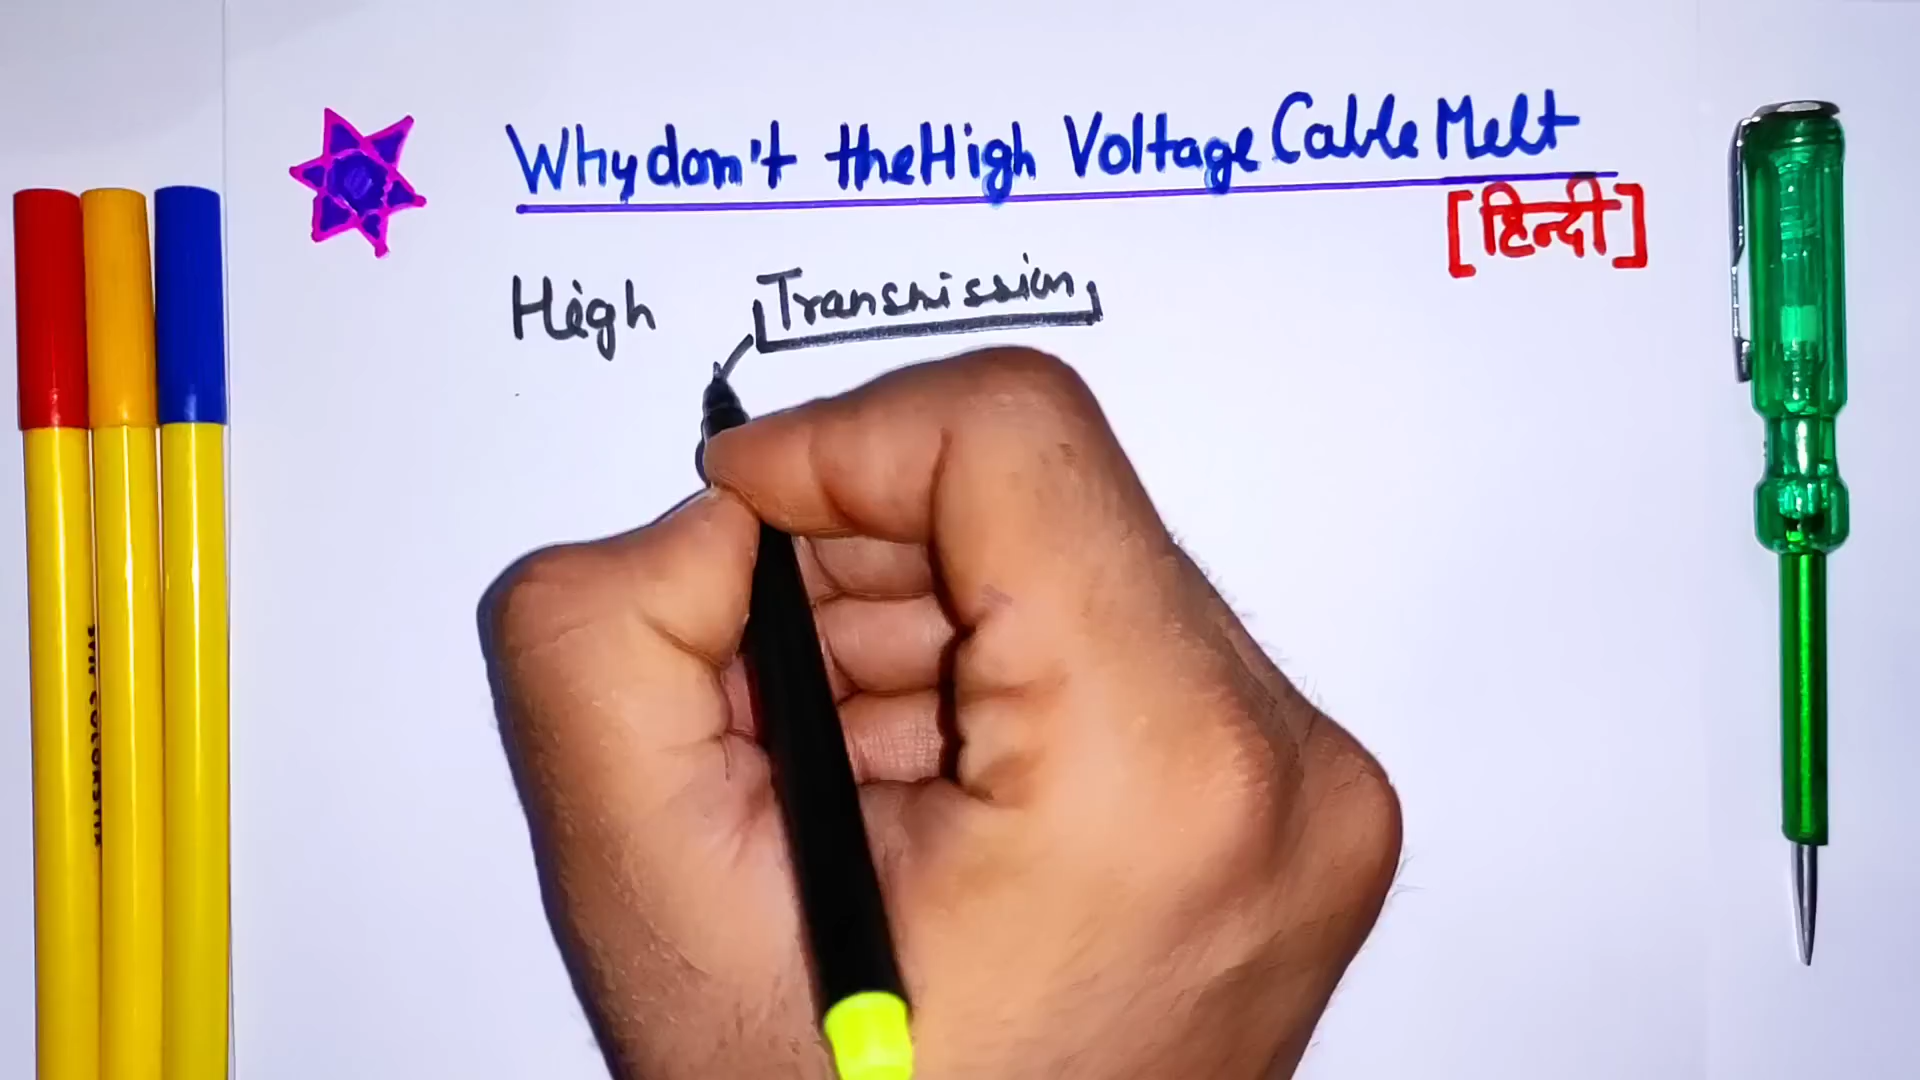 Why don't the High Voltage Cable Melt
[हिन्दी]
High Transmission